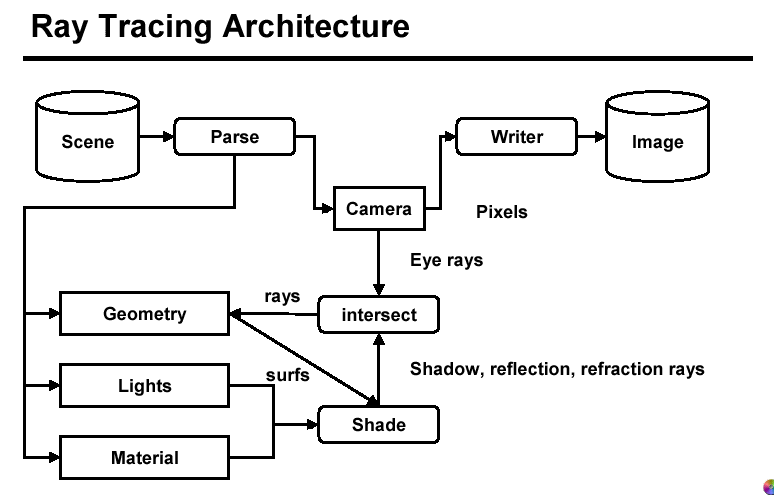 Ray Tracing Architecture
Scene
Parse
Writer
Image
Camera
Pixels
Eye rays
rays
Geometry
intersect
surfs
Shadow, reflection, refraction rays
Lights
Shade
Material